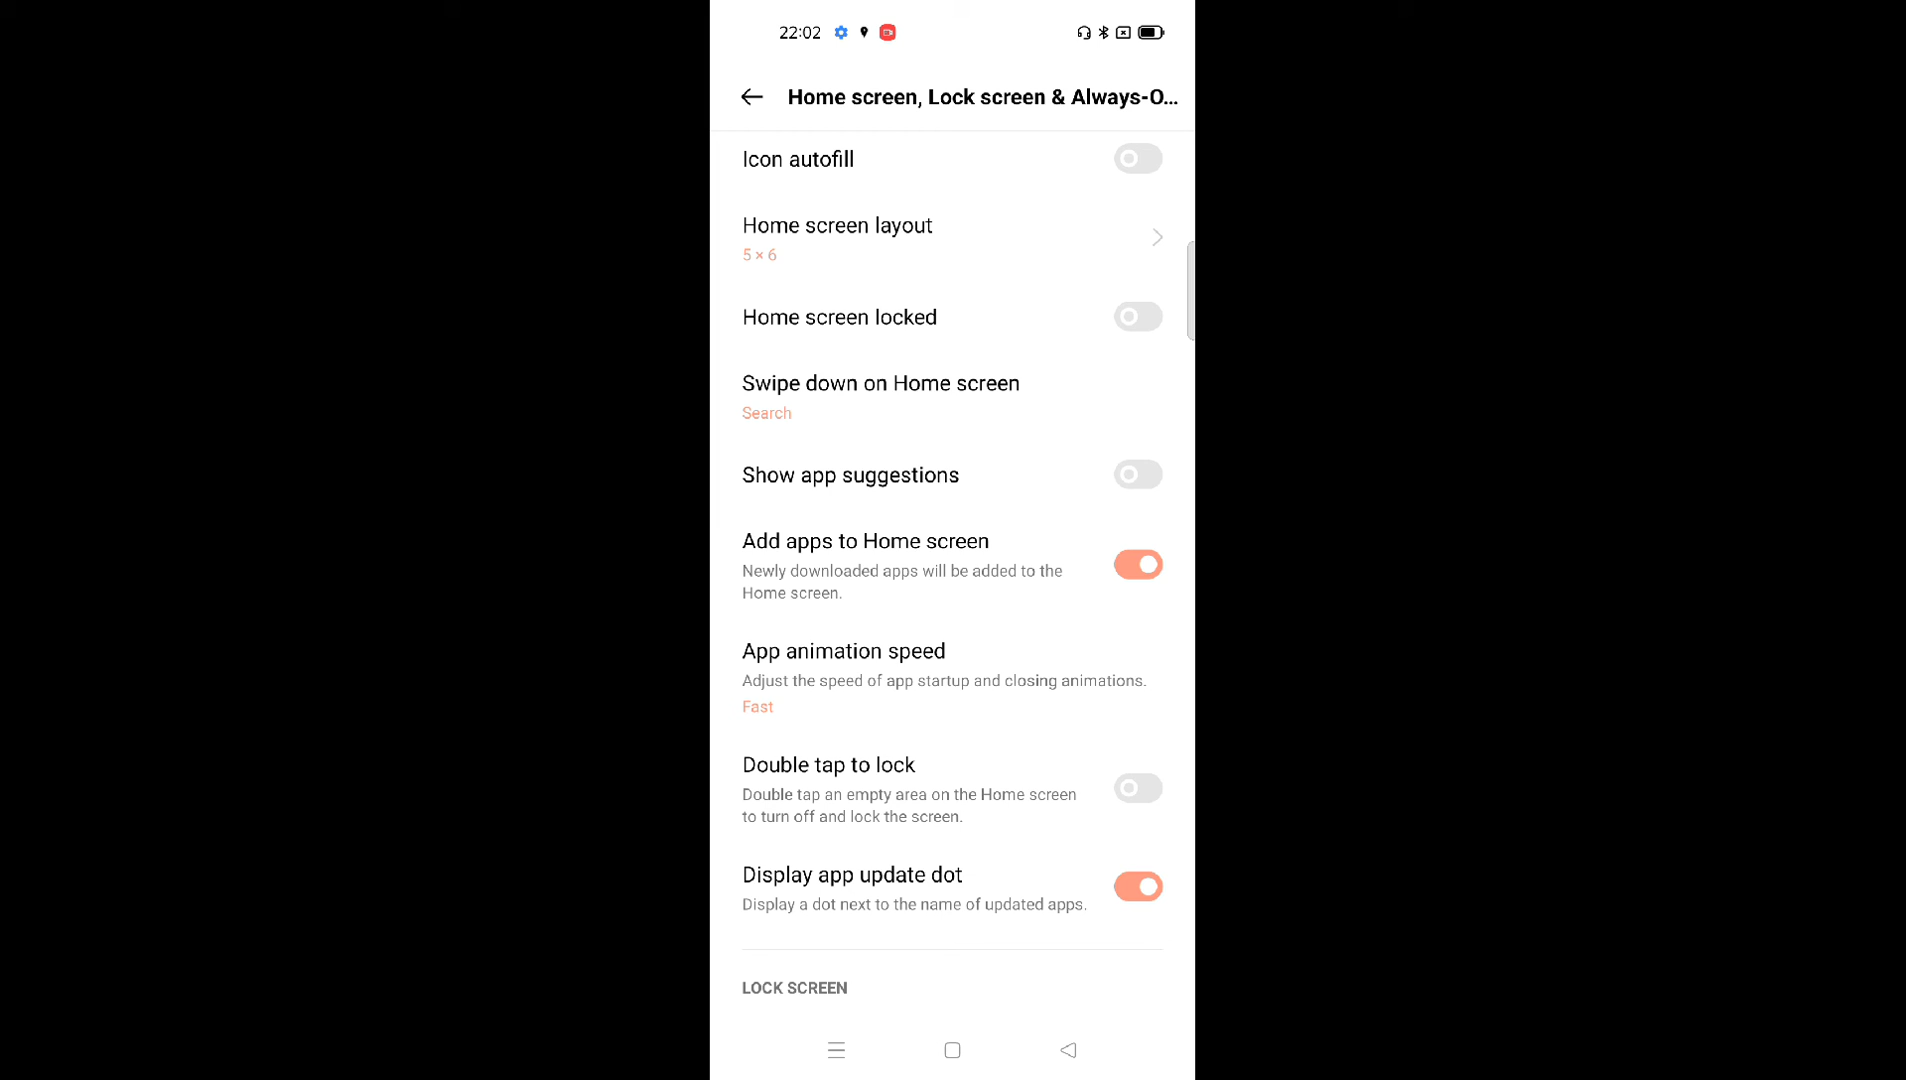 22:02
Home screen, Lock screen & Always-O...
Icon autofill
Home screen layout
5 × 6
Home screen locked
Swipe down on Home screen
Search
Show app suggestions
Add apps to Home screen
Newly downloaded apps will be added to the
Home screen.
App animation speed
Adjust the speed of app startup and closing animations.
Fast
Double tap to lock
Double tap an empty area on the Home screen
to turn off and lock the screen.
Display app update dot
Display a dot next to the name of updated apps.
LOCK SCREEN